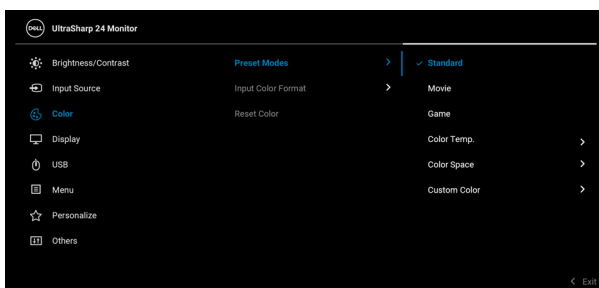 DELL UltraSharp 24 Monitor
Brightness/Contrast Preset Modes Standard
Input Source Input Color Format Movie
Color Reset Color Game
Display Color Temp.
USB Color Space
Menu Custom Color
Personalize
Others
Exit